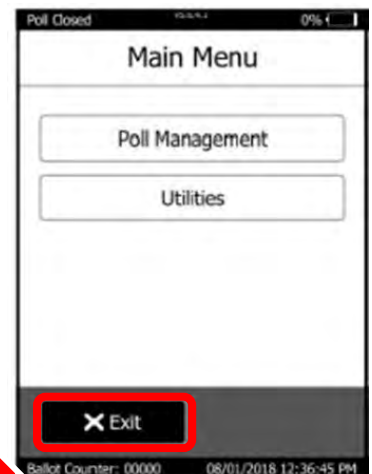 Poll Closed 0%
Main Menu
Poll Management
Utilities
Exit
Ballot Counter: 00000 08/01/2018 12:36:45 PM